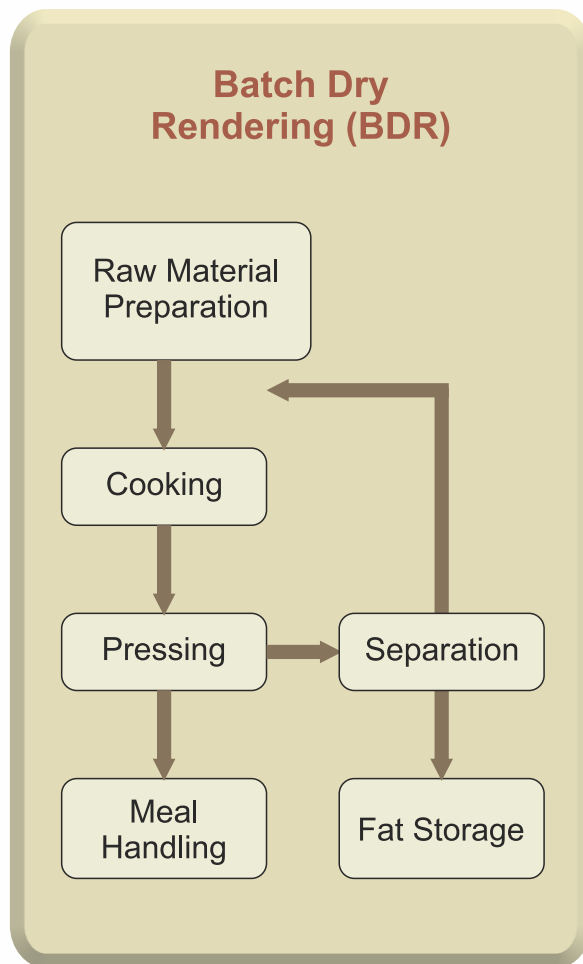 Batch Dry
Rendering (BDR)
Raw Material
Preparation
Cooking
Pressing
Separation
Meal
Handling
Fat Storage